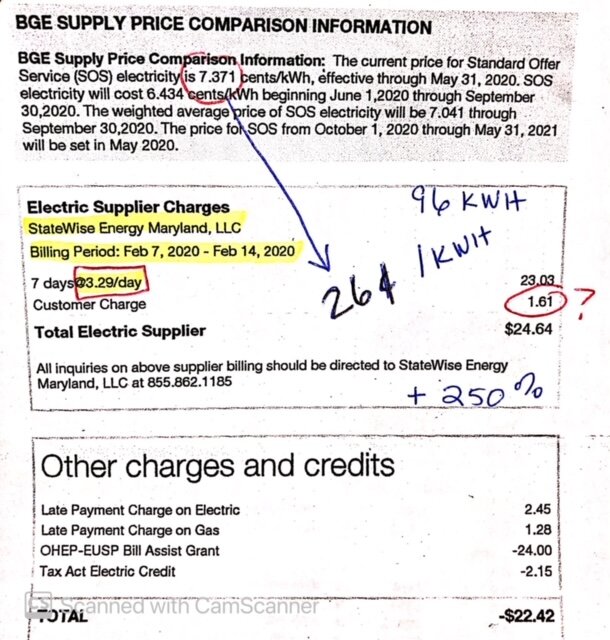 BGE SUPPLY PRICE COMPARISON INFORMATION
BGE Supply Price Comparison Information: The current price for Standard Offer
Service (SOS) electricity is 7.371 cents/kWh, effective through May 31, 2020. SOS
electricity will cost 6.434 cents/kWh beginning June 1,2020 through September
30,2020. The weighted average price of SOS electricity will be 7.041 through
September 30,2020. The price for SOS from October 1, 2020 through May 31, 2021
will be set in May 2020.
96 KWH
Electric Supplier Charges
StateWise Energy Maryland, LLC
Billing Period: Feb 7, 2020 - Feb 14, 2020
26¢ /KWH
7 days@3.29/day 23.03
Customer Charge 1.61 ?
Total Electric Supplier $24.64
All inquiries on above supplier billing should be directed to StateWise Energy
Maryland, LLC at 855.862.1185
+ 250%
Other charges and credits
Late Payment Charge on Electric 2.45
Late Payment Charge on Gas 1.28
OHEP-EUSP Bill Assist Grant -24.00
Tax Act Electric Credit -2.15
CS Scanned with CamScanner
TOTAL -$22.42